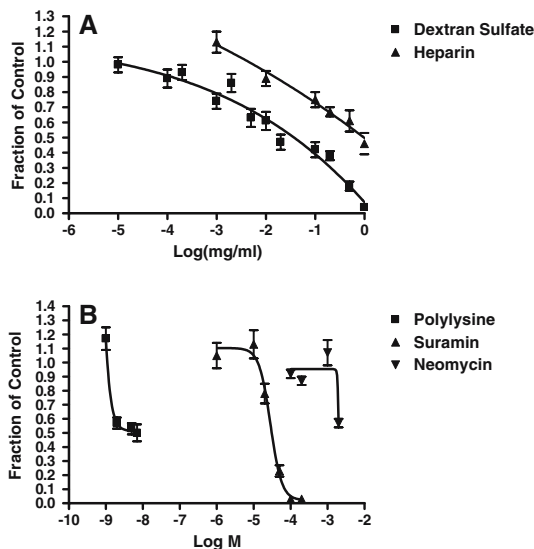 A
Fraction of Control
1.3
1.2
1.1
1.0
0.9
0.8
0.7
0.6
0.5
0.4
0.3
0.2
0.1
0.0
-6 -5 -4 -3 -2 -1 0
Log(mg/ml)
Dextran Sulfate
Heparin
B
Fraction of Control
1.4
1.3
1.2
1.1
1.0
0.9
0.8
0.7
0.6
0.5
0.4
0.3
0.2
0.1
0.0
-10 -9 -8 -7 -6 -5 -4 -3 -2
Log M
Polylysine
Suramin
Neomycin